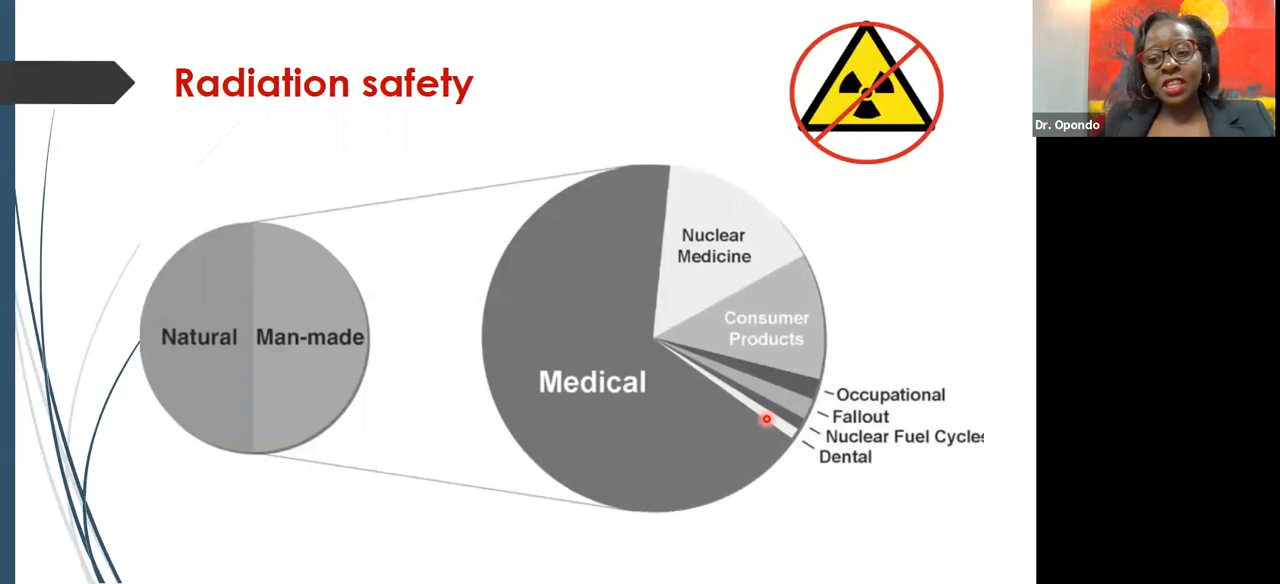 Radiation safety
Dr. Opondo
Natural
Man-made
Medical
Nuclear
Medicine
Consumer
Products
Occupational
Fallout
Nuclear Fuel Cycles
Dental